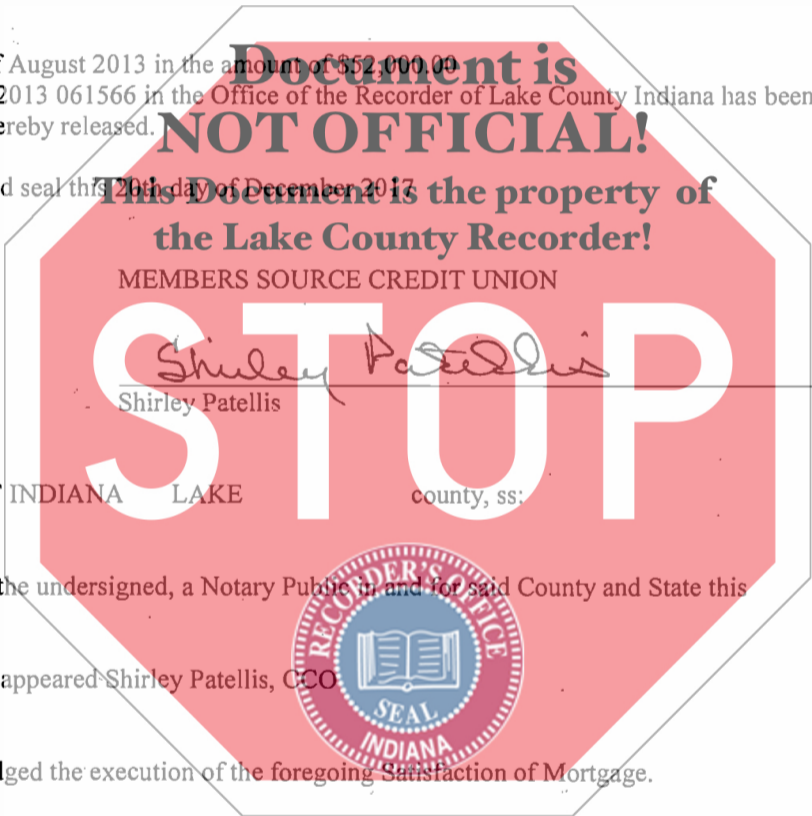 August 2013 in the amount of $52,000.00
Document is
2013 061566 in the Office of the Recorder of Lake County Indiana has been
ereby released.
NOT OFFICIAL!
d seal this 20th day of December 2017
This Document is the property of
the Lake County Recorder!
MEMBERS SOURCE CREDIT UNION
Shirley Patellis
Shirley Patellis
STOP
INDIANA LAKE county, ss:
the undersigned, a Notary Public in and for said County and State this
RECORDER'S OFFICE
appeared Shirley Patellis, CCO
SEAL
INDIANA
ged the execution of the foregoing Satisfaction of Mortgage.